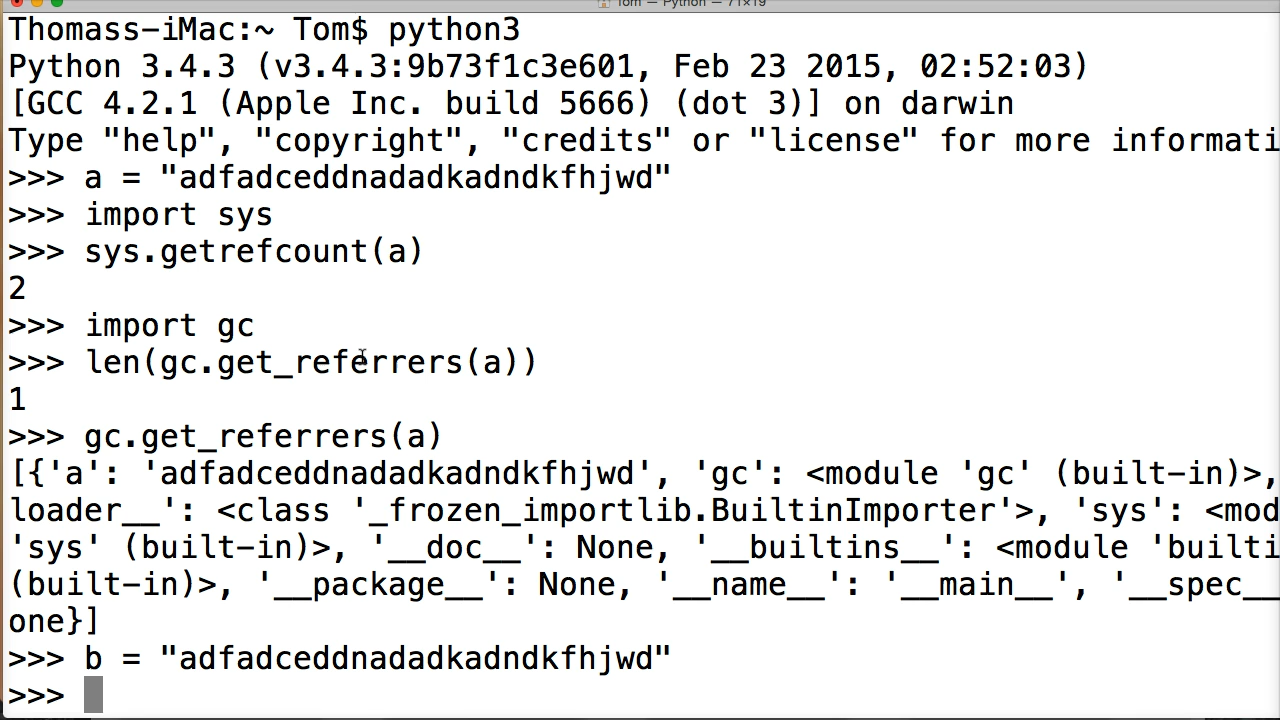 Tom — Python — 71×19
Thomass-iMac:~ Tom$ python3
Python 3.4.3 (v3.4.3:9b73f1c3e601, Feb 23 2015, 02:52:03)
[GCC 4.2.1 (Apple Inc. build 5666) (dot 3)] on darwin
Type "help", "copyright", "credits" or "license" for more informati
>>> a = "adfadceddnadadkadndkfhjwd"
>>> import sys
>>> sys.getrefcount(a)
2
>>> import gc
>>> len(gc.get_referrers(a))
1
>>> gc.get_referrers(a)
[{'a': 'adfadceddnadadkadndkfhjwd', 'gc': <module 'gc' (built-in)>,
loader__': <class '_frozen_importlib.BuiltinImporter'>, 'sys': <mod
'sys' (built-in)>, '__doc__': None, '__builtins__': <module 'builti
(built-in)>, '__package__': None, '__name__': '__main__', '__spec__
one}]
>>> b = "adfadceddnadadkadndkfhjwd"
>>>